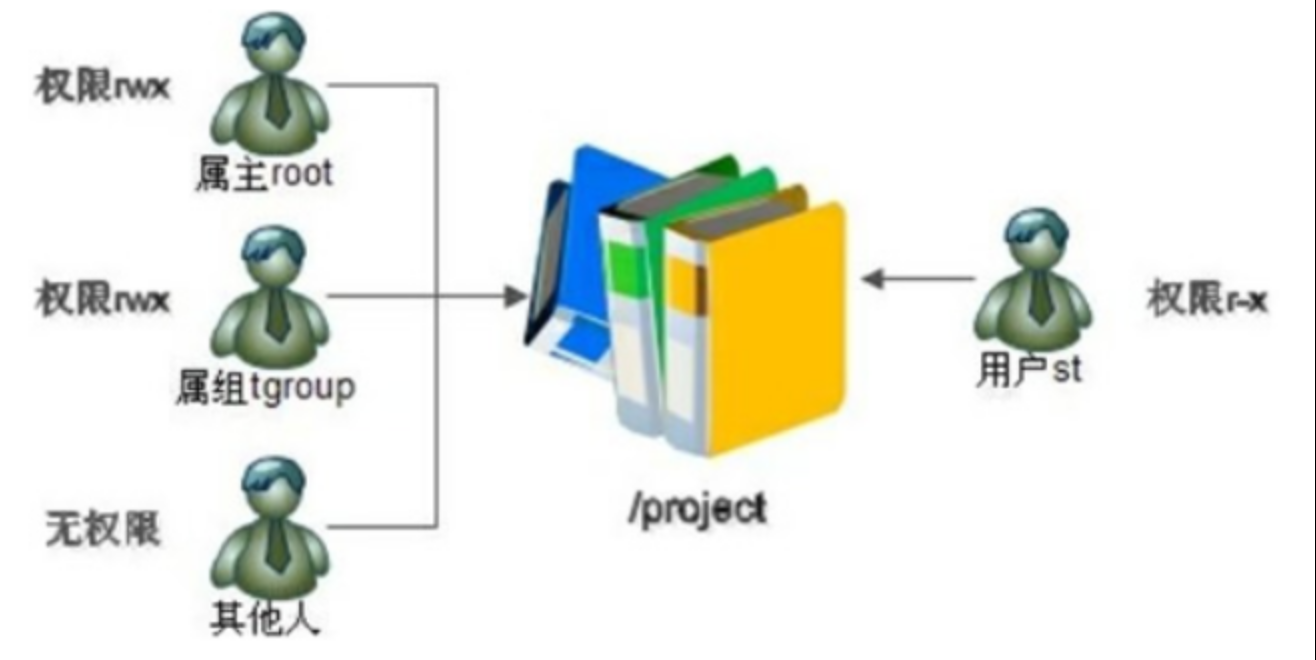 权限rwx
属主root
权限rwx
属组tgroup
无权限
其他人
/project
用户st
权限r-x